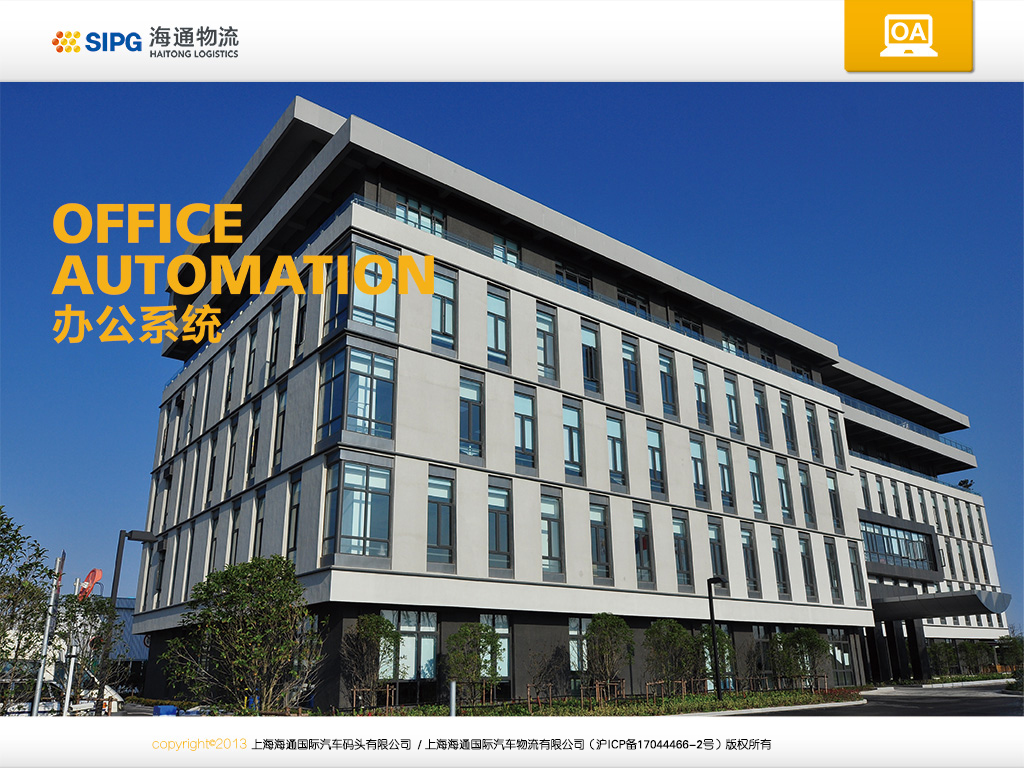 SIPG 海通物流
HAITONG LOGISTICS
OA
OFFICE
AUTOMATION
办公系统
copyright©2013 上海海通国际汽车码头有限公司 / 上海海通国际汽车物流有限公司（沪ICP备17044466-2号）版权所有